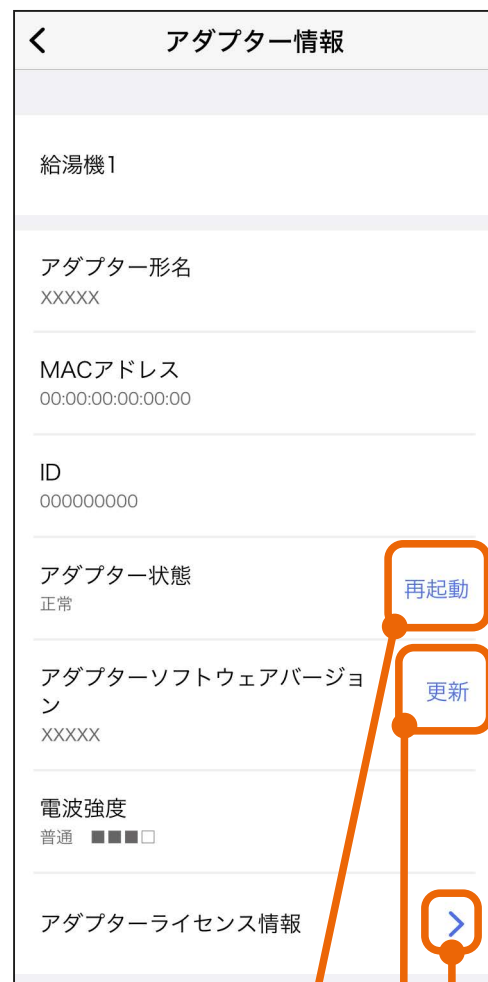 アダプター情報
給湯機1
アダプター形名
XXXXX
MACアドレス
00:00:00:00:00:00
ID
000000000
アダプター状態
正常
再起動
アダプターソフトウェアバージョ
ン
XXXXX
更新
電波強度
普通 ■■■□
アダプターライセンス情報